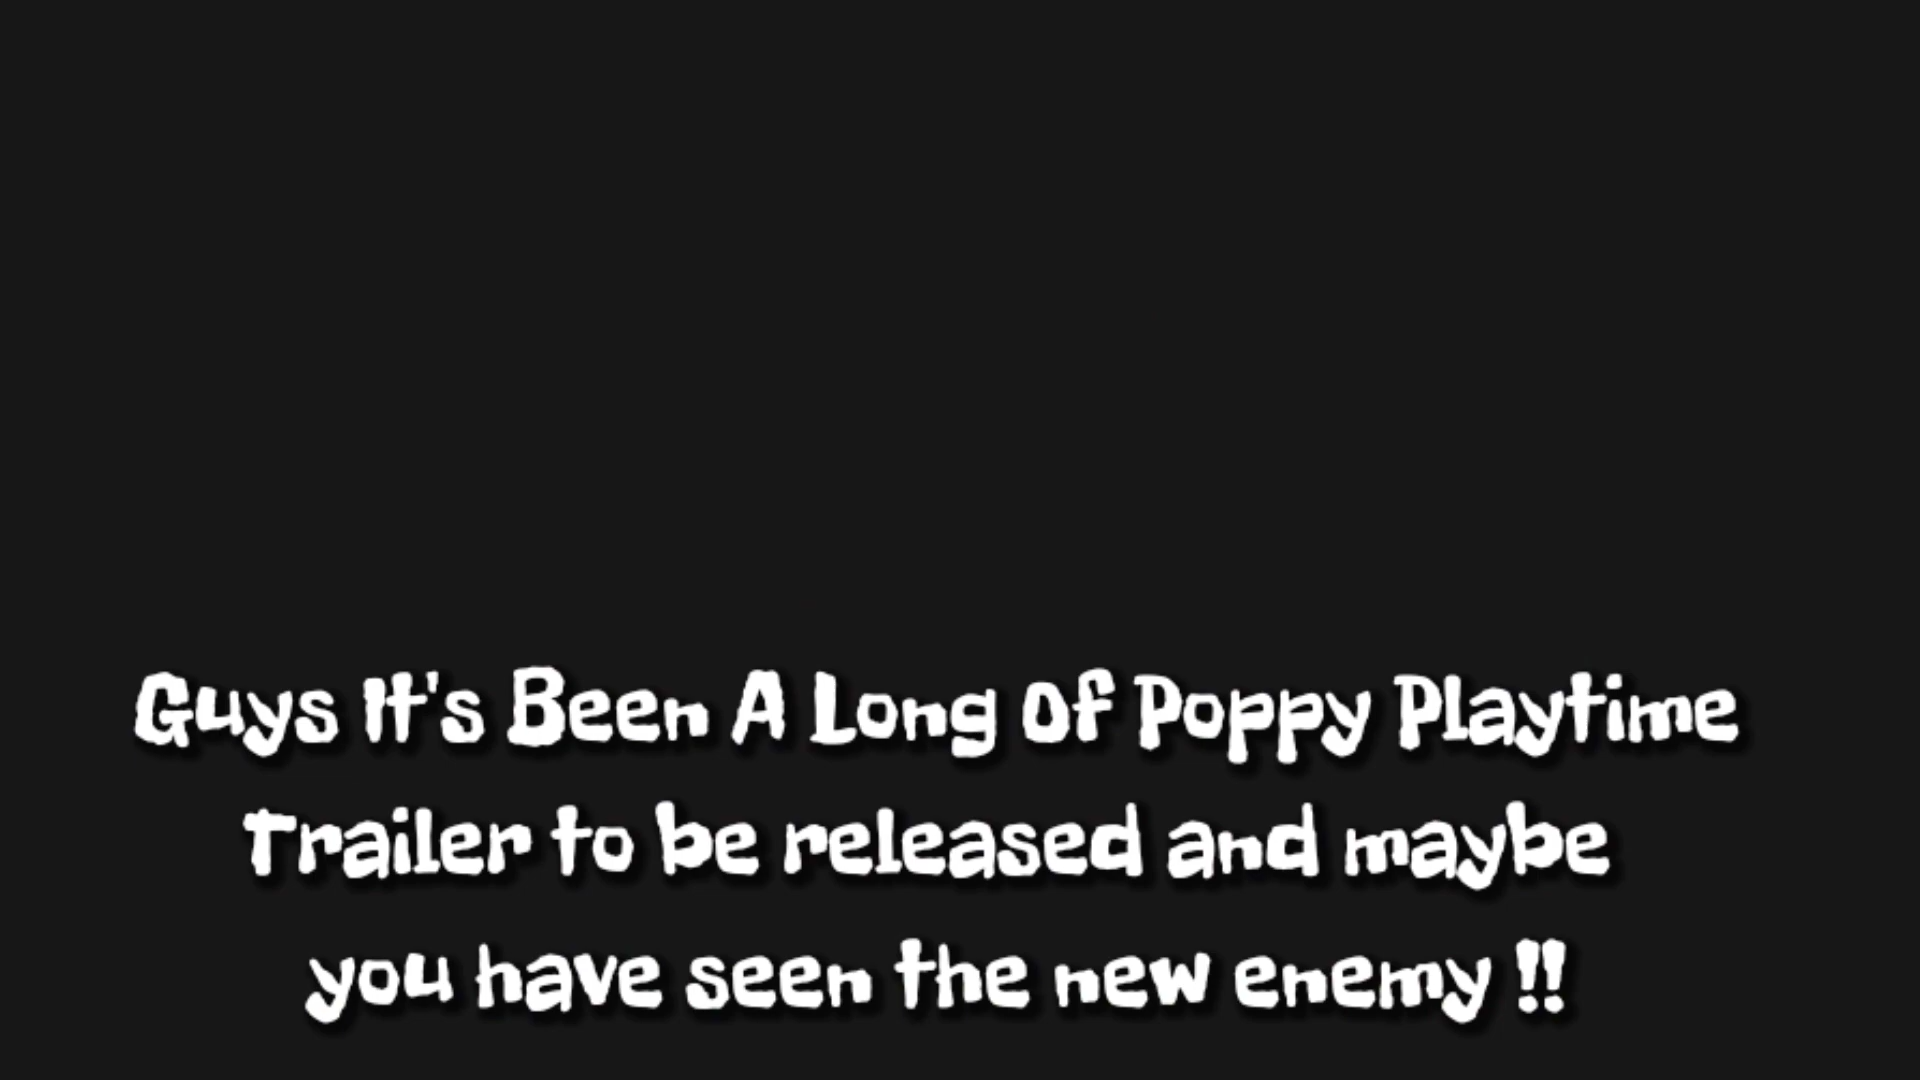 Guys It's Been A Long Of Poppy Playtime
Trailer to be released and maybe
you have seen the new enemy !!